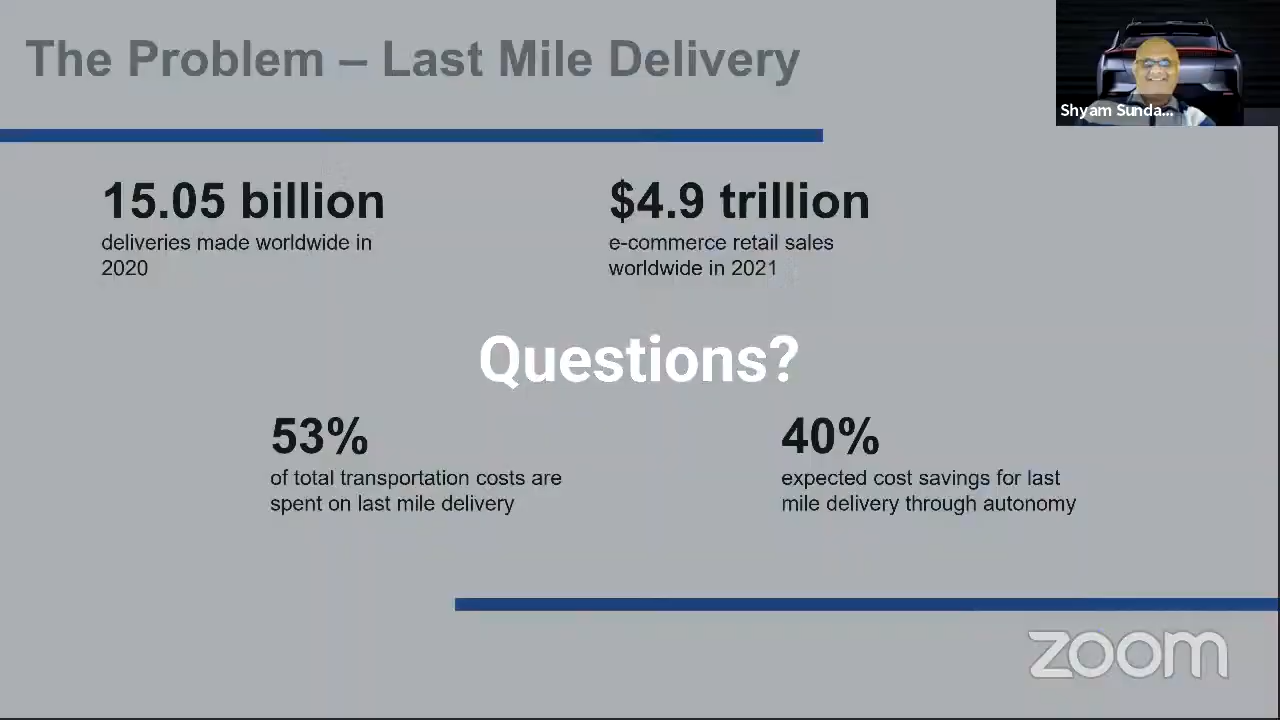 The Problem – Last Mile Delivery
Shyam Sunda...
15.05 billion
deliveries made worldwide in
2020
$4.9 trillion
e-commerce retail sales
worldwide in 2021
Questions?
53%
of total transportation costs are
spent on last mile delivery
40%
expected cost savings for last
mile delivery through autonomy
zoom